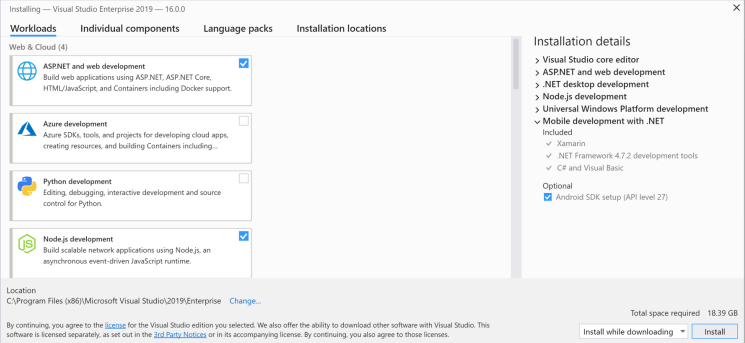 Installing — Visual Studio Enterprise 2019 — 16.0.0
Workloads Individual components Language packs Installation locations
Web & Cloud (4)
ASP.NET and web development
Build web applications using ASP.NET, ASP.NET Core,
HTML/JavaScript, and Containers including Docker support.
Azure development
Azure SDKs, tools, and projects for developing cloud apps,
creating resources, and building Containers including...
Python development
Editing, debugging, interactive development and source
control for Python.
Node.js development
Build scalable network applications using Node.js, an
asynchronous event-driven JavaScript runtime.
Installation details
Visual Studio core editor
ASP.NET and web development
.NET desktop development
Node.js development
Universal Windows Platform development
Mobile development with .NET
Included
Xamarin
.NET Framework 4.7.2 development tools
C# and Visual Basic
Optional
Android SDK setup (API level 27)
Location
C:\Program Files (x86)\Microsoft Visual Studio\2019\Enterprise Change...
Total space required 18.39 GB
By continuing, you agree to the license for the Visual Studio edition you selected. We also offer the ability to download other software with Visual Studio. This
software is licensed separately, as set out in the 3rd Party Notices or in its accompanying license. By continuing, you also agree to those licenses.
Install while downloading Install